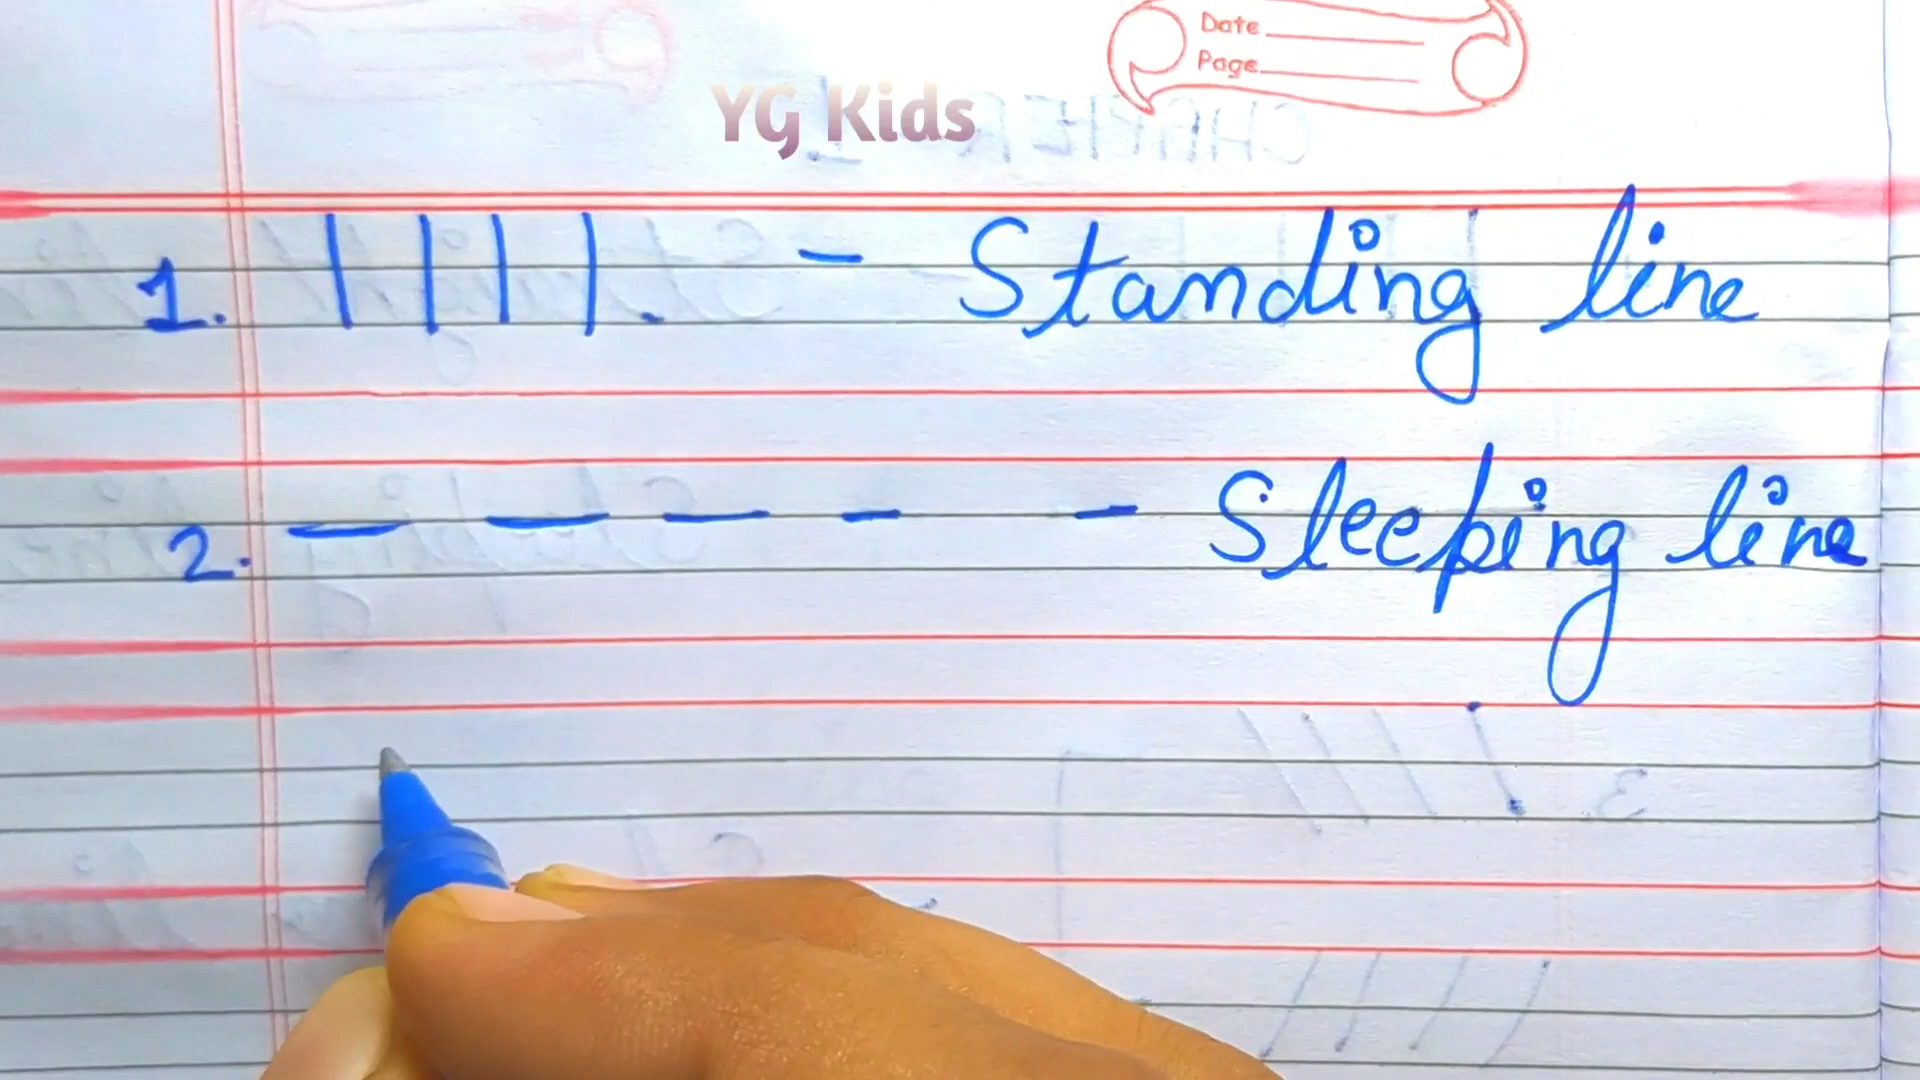 Date
Page
YG Kids
1. | | | | . - Standing line
2. — — — - - Sleeping line